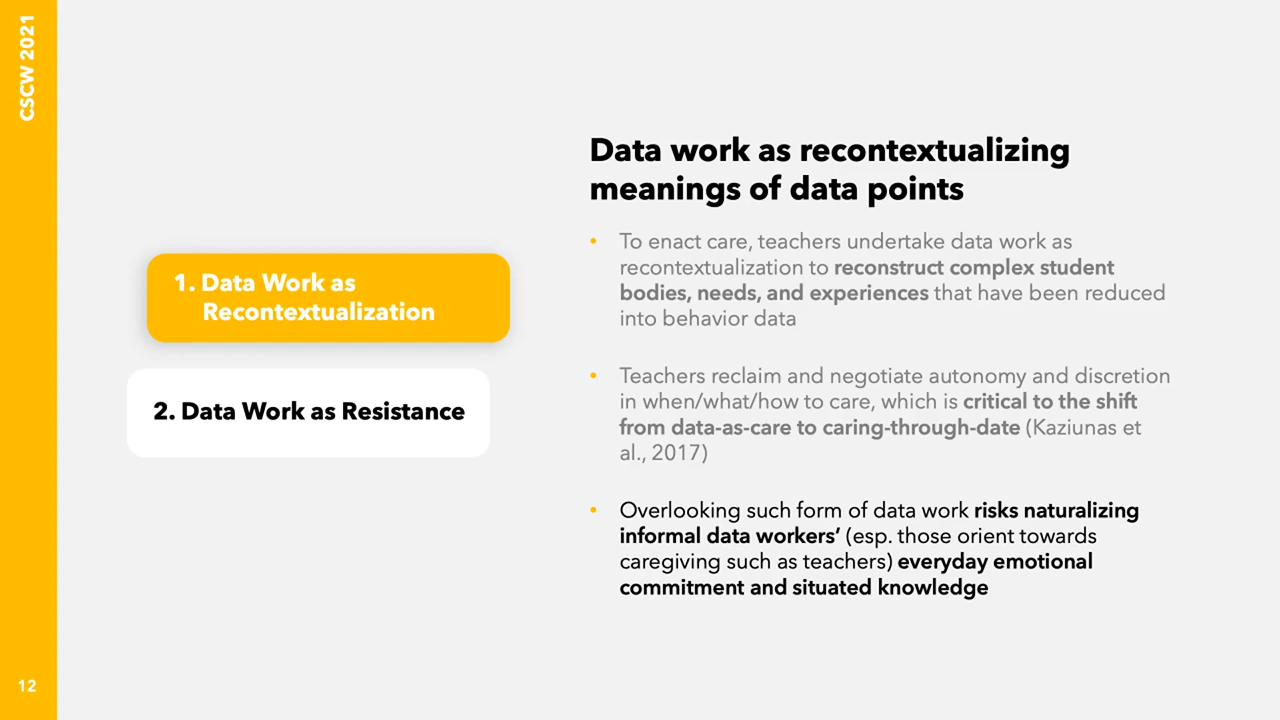 CSCW 2021
1. Data Work as
Recontextualization
2. Data Work as Resistance
Data work as recontextualizing
meanings of data points
• To enact care, teachers undertake data work as
recontextualization to reconstruct complex student
bodies, needs, and experiences that have been reduced
into behavior data
• Teachers reclaim and negotiate autonomy and discretion
in when/what/how to care, which is critical to the shift
from data-as-care to caring-through-date (Kaziunas et
al., 2017)
• Overlooking such form of data work risks naturalizing
informal data workers’ (esp. those orient towards
caregiving such as teachers) everyday emotional
commitment and situated knowledge
12